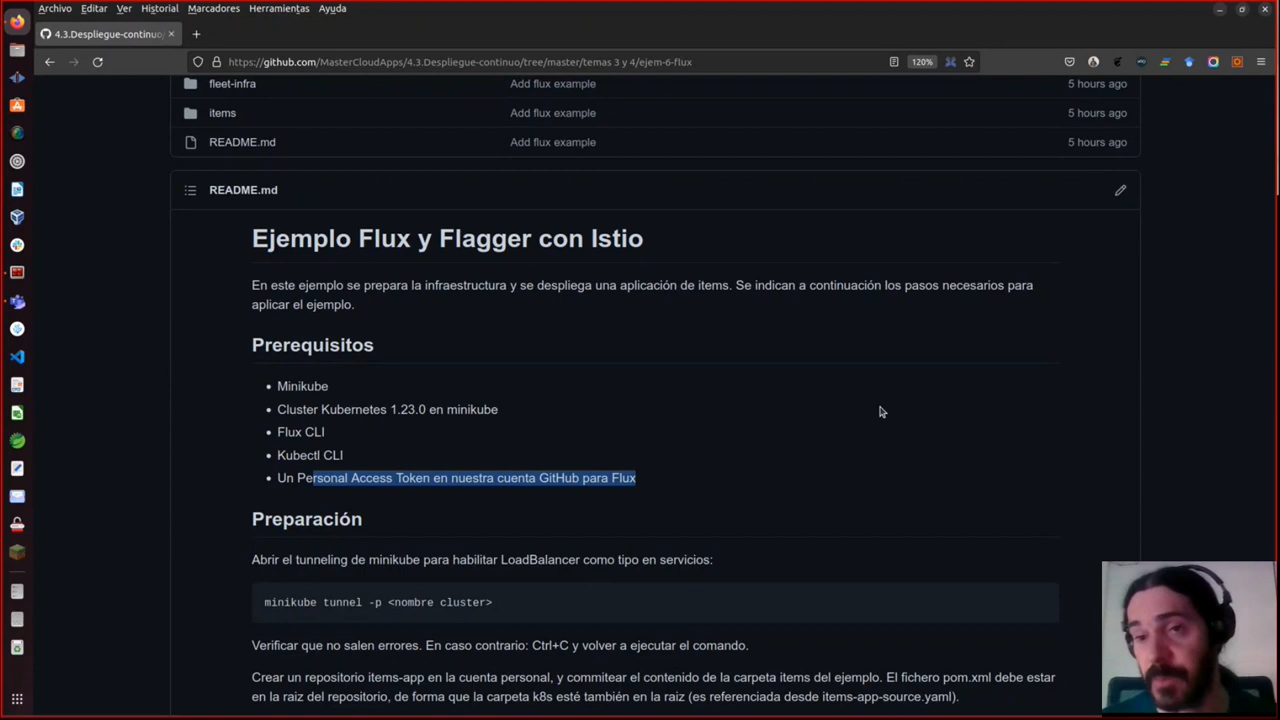 Archivo Editar Ver Historial Marcadores Herramientas Ayuda
4.3.Despliegue-continuo/
https://github.com/MasterCloudApps/4.3.Despliegue-continuo/tree/master/temas 3 y 4/ejem-6-flux
120%
fleet-infra Add flux example 5 hours ago
items Add flux example 5 hours ago
README.md Add flux example 5 hours ago
README.md
Ejemplo Flux y Flagger con Istio
En este ejemplo se prepara la infraestructura y se despliega una aplicación de items. Se indican a continuación los pasos necesarios para
aplicar el ejemplo.
Prerequisitos
• Minikube
• Cluster Kubernetes 1.23.0 en minikube
• Flux CLI
• Kubectl CLI
• Un Personal Access Token en nuestra cuenta GitHub para Flux
Preparación
Abrir el tunneling de minikube para habilitar LoadBalancer como tipo en servicios:
minikube tunnel -p <nombre cluster>
Verificar que no salen errores. En caso contrario: Ctrl+C y volver a ejecutar el comando.
Crear un repositorio items-app en la cuenta personal, y commitear el contenido de la carpeta items del ejemplo. El fichero pom.xml debe estar
en la raiz del repositorio, de forma que la carpeta k8s esté también en la raiz (es referenciada desde items-app-source.yaml).